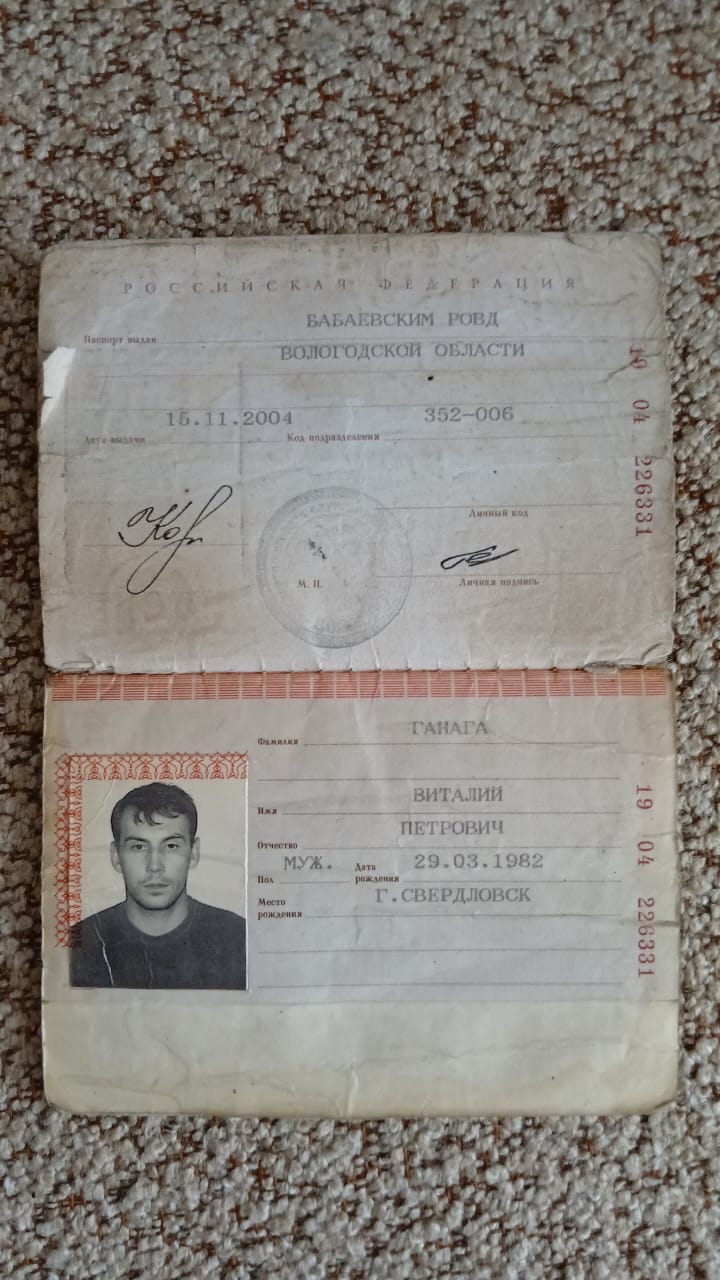 РОССИЙСКАЯ ФЕДЕРАЦИЯ
Паспорт выдан БАБАЕВСКИМ РОВД
ВОЛОГОДСКОЙ ОБЛАСТИ
Дата выдачи 15.11.2004 Код подразделения 352-006
Личный код
М. П.
Личная подпись
19 04 226331
Фамилия ГАНАГА
Имя ВИТАЛИЙ
Отчество ПЕТРОВИЧ
Пол МУЖ. Дата рождения 29.03.1982
Место рождения Г.СВЕРДЛОВСК
19 04 226331